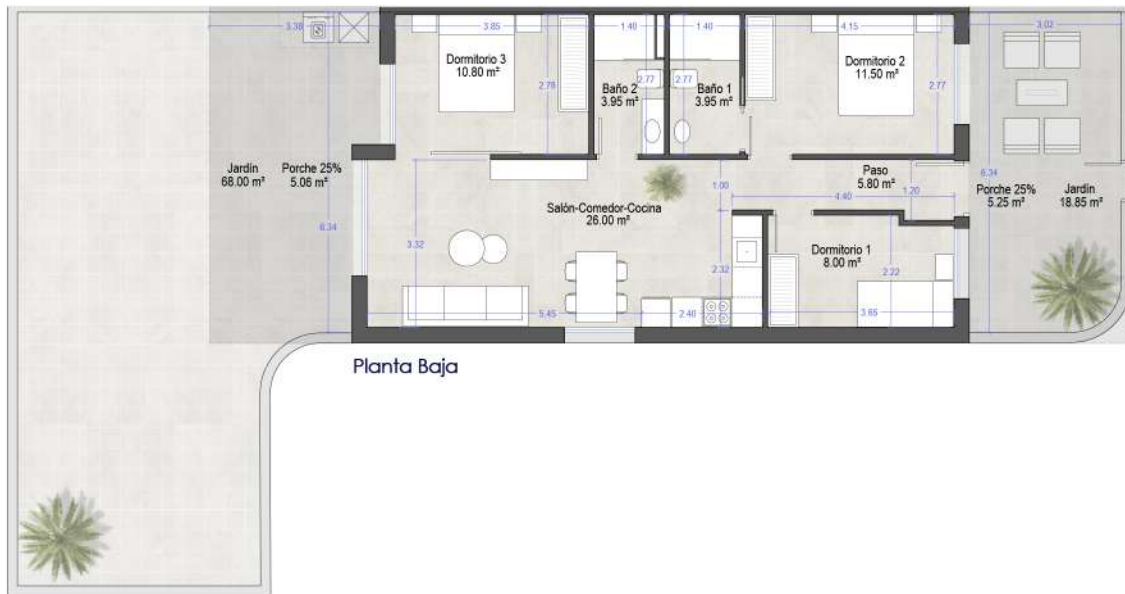 3.38
3.85
1.40
1.40
4.15
3.02
Dormitorio 3
10.80 m²
2.78
Baño 2
3.95 m²
2.77
2.77
Baño 1
3.95 m²
Dormitorio 2
11.50 m²
2.77
Jardín
68.00 m²
Porche 25%
5.06 m²
6.34
3.32
Salón-Comedor-Cocina
26.00 m²
1.00
Paso
5.80 m²
1.20
4.40
Porche 25%
5.25 m²
6.34
Jardín
18.85 m²
Dormitorio 1
8.00 m²
2.32
2.22
5.45
2.40
3.65
Planta Baja